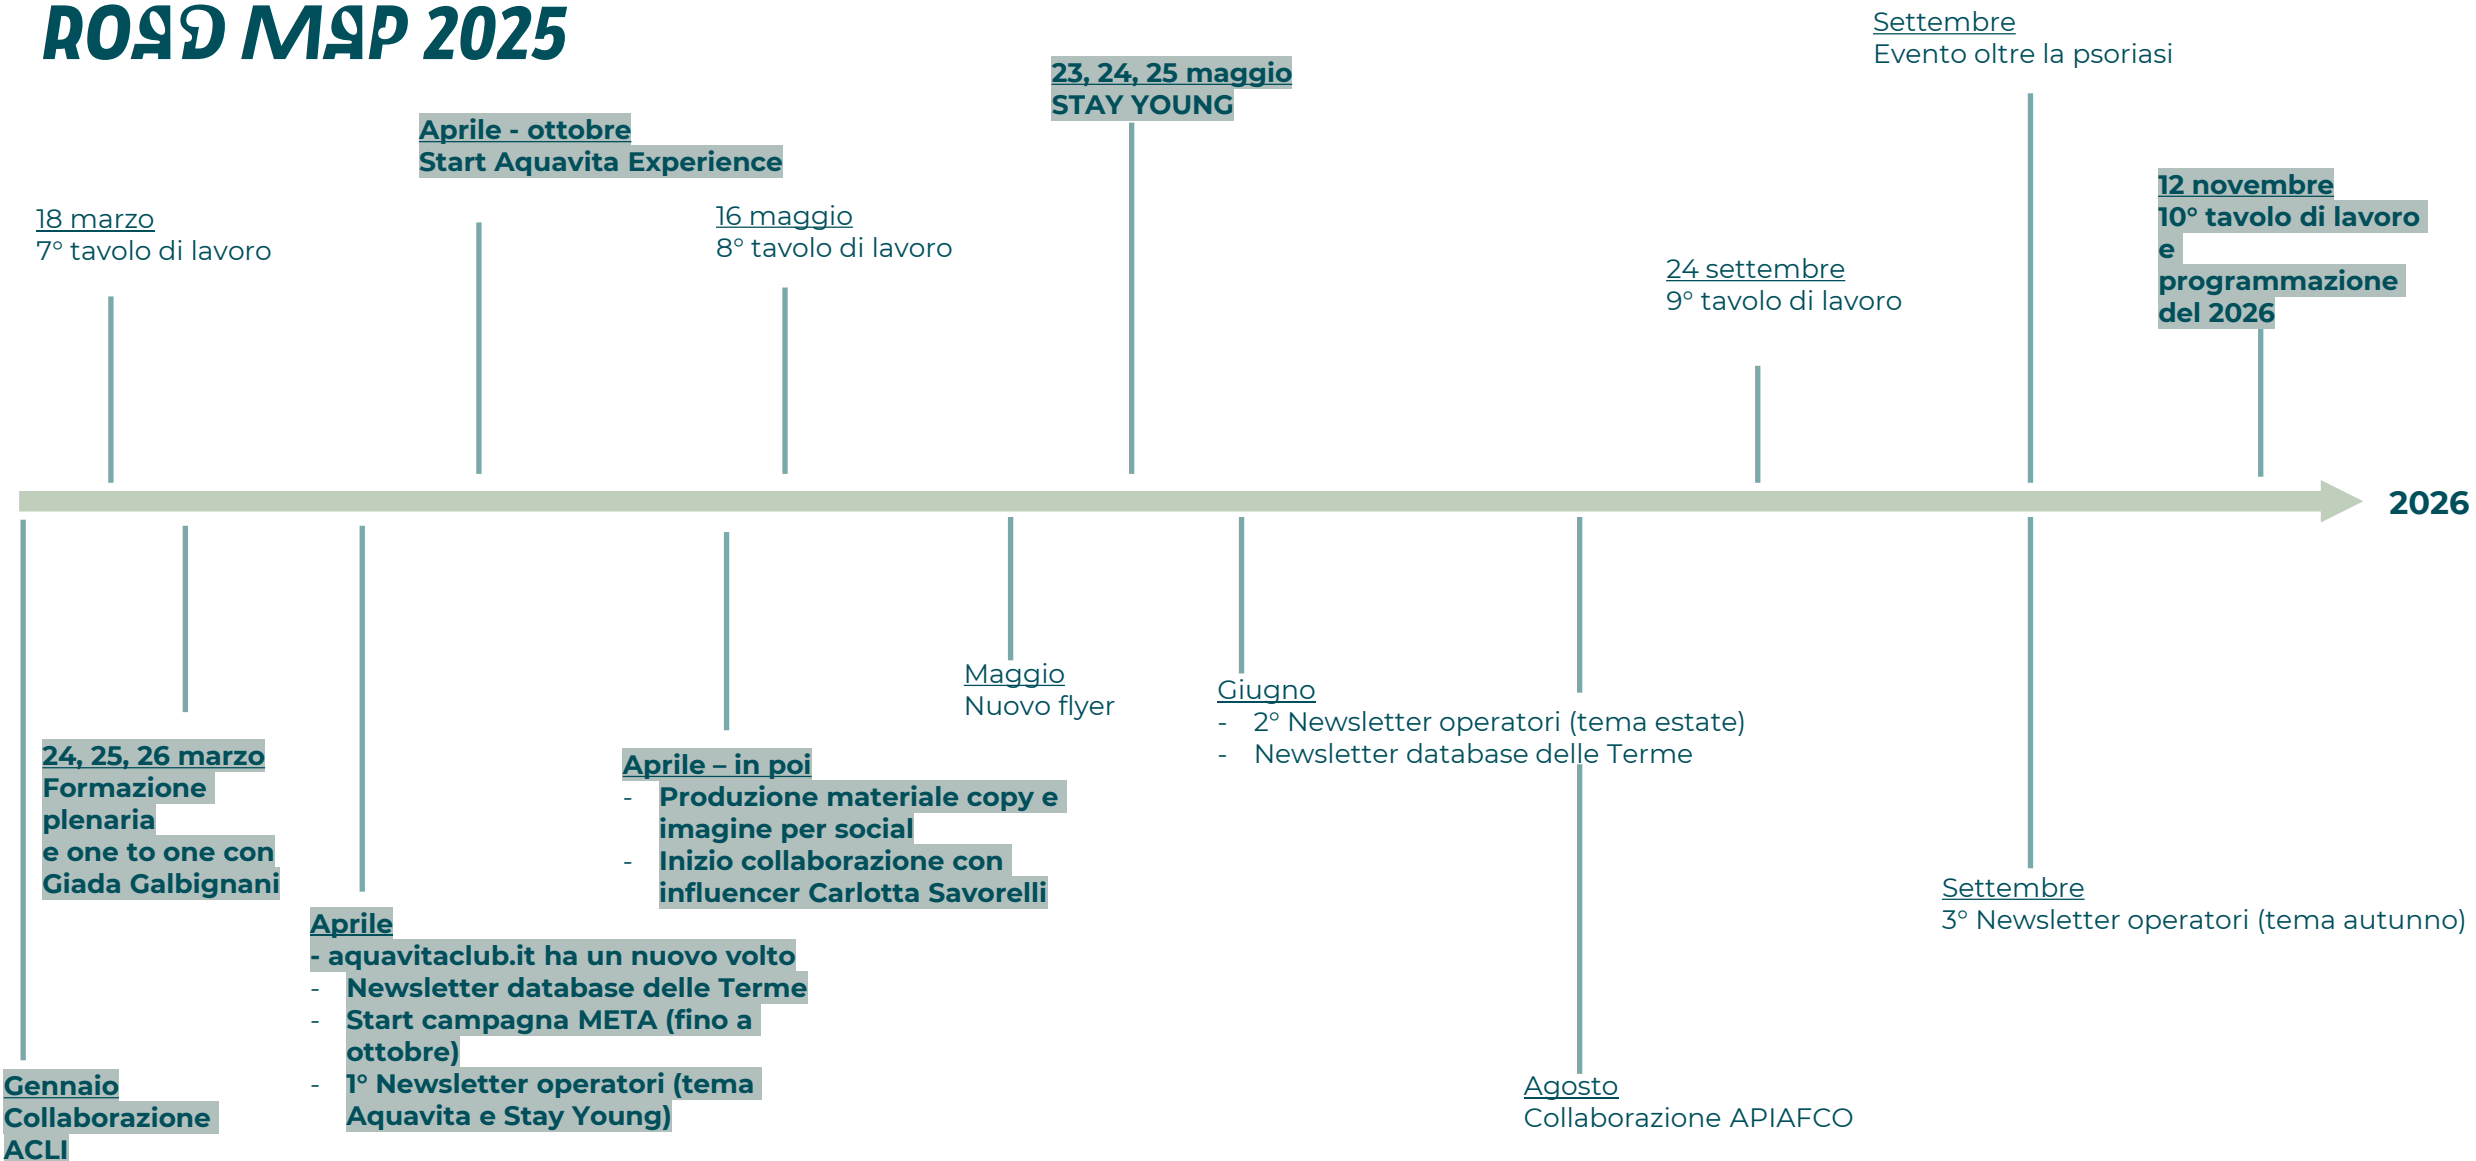 ROAD MAP 2025
Settembre
Evento oltre la psoriasi
23, 24, 25 maggio
STAY YOUNG
Aprile - ottobre
Start Aquavita Experience
12 novembre
10° tavolo di lavoro
e
programmazione
del 2026
18 marzo
7° tavolo di lavoro
16 maggio
8° tavolo di lavoro
24 settembre
9° tavolo di lavoro
2026
Maggio
Nuovo flyer
Giugno
- 2° Newsletter operatori (tema estate)
- Newsletter database delle Terme
24, 25, 26 marzo
Formazione
plenaria
e one to one con
Giada Galbignani
Aprile – in poi
- Produzione materiale copy e
imagine per social
- Inizio collaborazione con
influencer Carlotta Savorelli
Aprile
- aquavitaclub.it ha un nuovo volto
- Newsletter database delle Terme
- Start campagna META (fino a
ottobre)
- 1° Newsletter operatori (tema
Aquavita e Stay Young)
Settembre
3° Newsletter operatori (tema autunno)
Gennaio
Collaborazione
ACLI
Agosto
Collaborazione APIAFCO